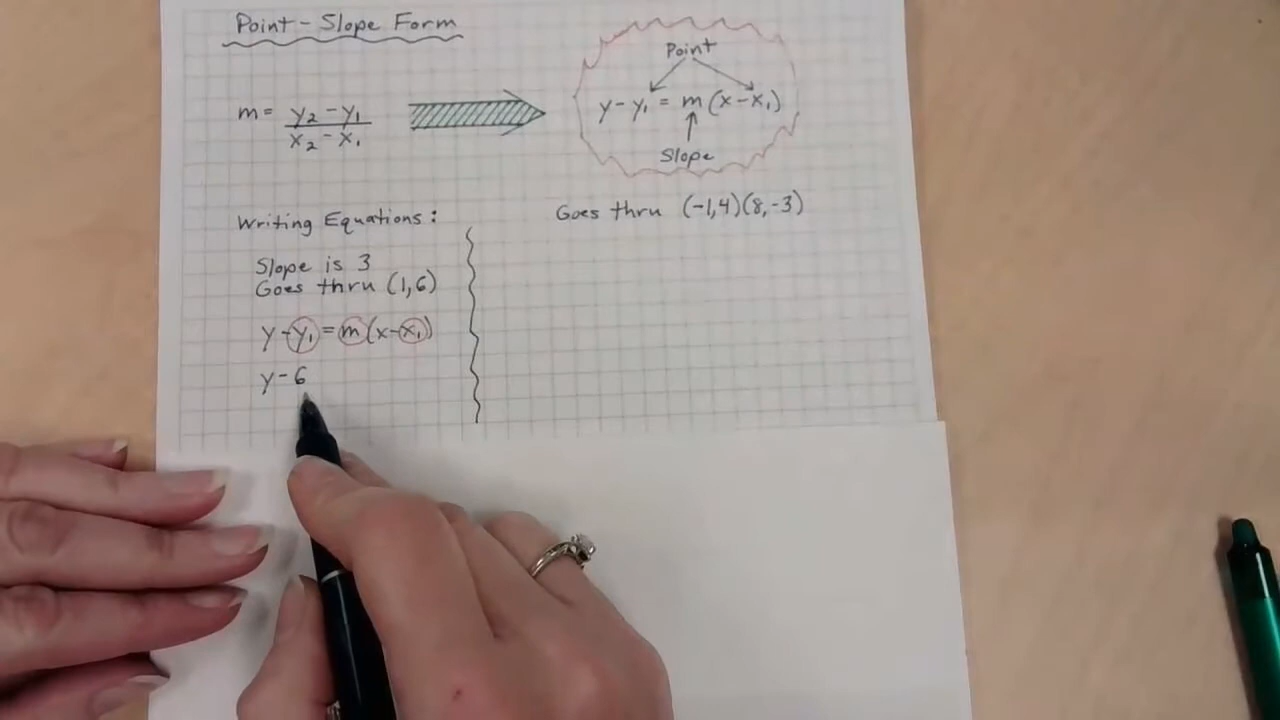 Point-Slope Form
m = y₂ - y₁ / x₂ - x₁
Point
y - y₁ = m(x - x₁)
Slope
Writing Equations:
Slope is 3
Goes thru (1,6)
y - y₁ = m(x - x₁)
y - 6
Goes thru (-1,4)(8,-3)